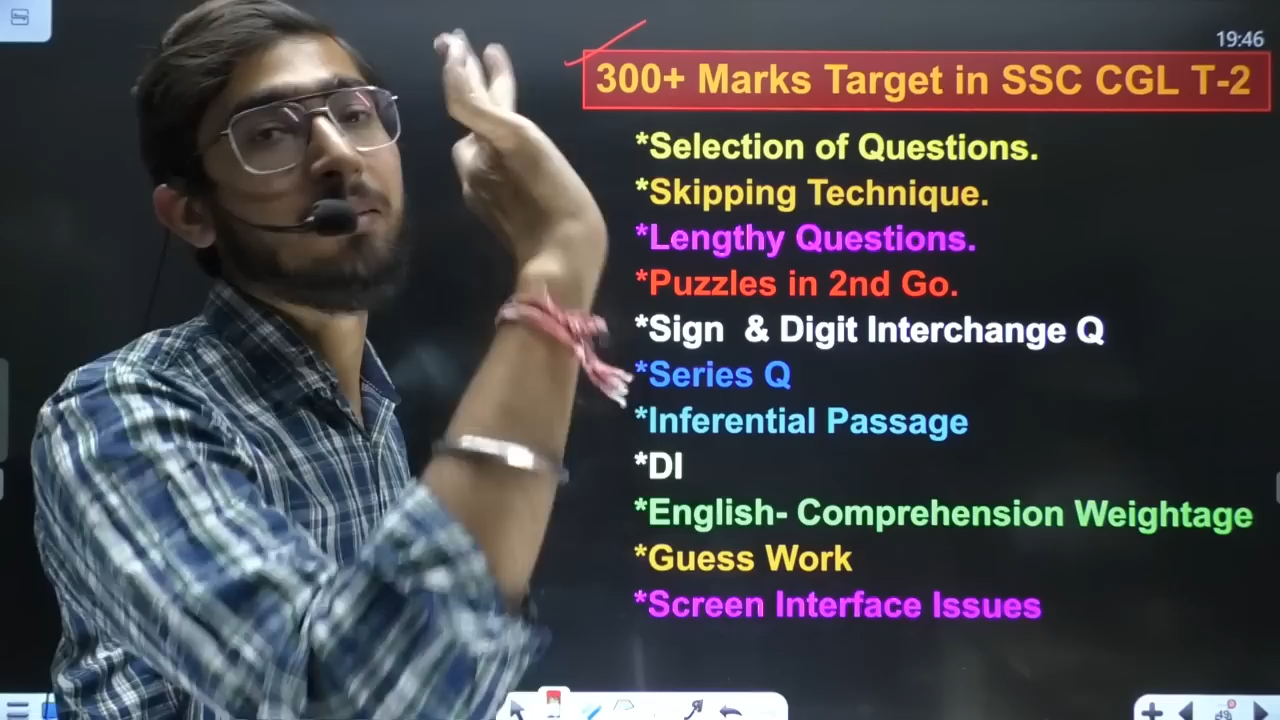 19:46
300+ Marks Target in SSC CGL T-2
*Selection of Questions.
*Skipping Technique.
*Lengthy Questions.
*Puzzles in 2nd Go.
*Sign & Digit Interchange Q
*Series Q
*Inferential Passage
*DI
*English- Comprehension Weightage
*Guess Work
*Screen Interface Issues